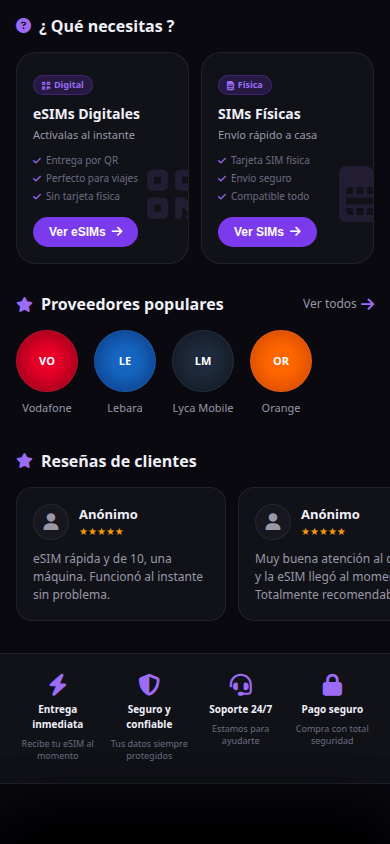 ¿ Qué necesitas ?
Digital
eSIMs Digitales
Actívalas al instante
Entrega por QR
Perfecto para viajes
Sin tarjeta física
Ver eSIMs
Física
SIMs Físicas
Envío rápido a casa
Tarjeta SIM física
Envío seguro
Compatible todo
Ver SIMs
Proveedores populares
Ver todos
VO
LE
LM
OR
Vodafone
Lebara
Lyca Mobile
Orange
Reseñas de clientes
Anónimo
★★★★★
eSIM rápida y de 10, una
máquina. Funcionó al instante
sin problema.
Anónimo
★★★★★
Muy buena atención al
y la eSIM llegó al
Totalmente
Entrega
inmediata
Recibe tu eSIM al
momento
Seguro y
confiable
Tus datos siempre
protegidos
Soporte 24/7
Estamos para
ayudarte
Pago seguro
Compra con total
seguridad